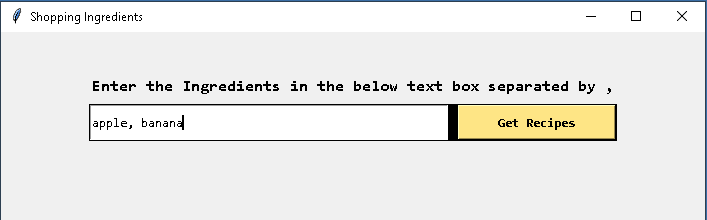 Shopping Ingredients
Enter the Ingredients in the below text box separated by ,
apple, banana
Get Recipes